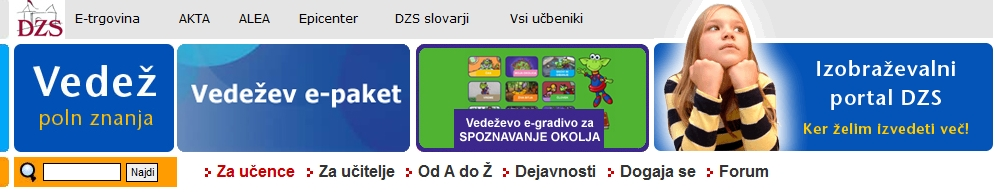 DZS E-trgovina AKTA ALEA Epicenter DZS slovarji Vsi učbeniki
Vedež
poln znanja
Vedežev e-paket
Vedeževo e-gradivo za
SPOZNAVANJE OKOLJA
Izobraževalni
portal DZS
Ker želim izvedeti več!
Najdi Za učence Za učitelje Od A do Ž Dejavnosti Dogaja se Forum